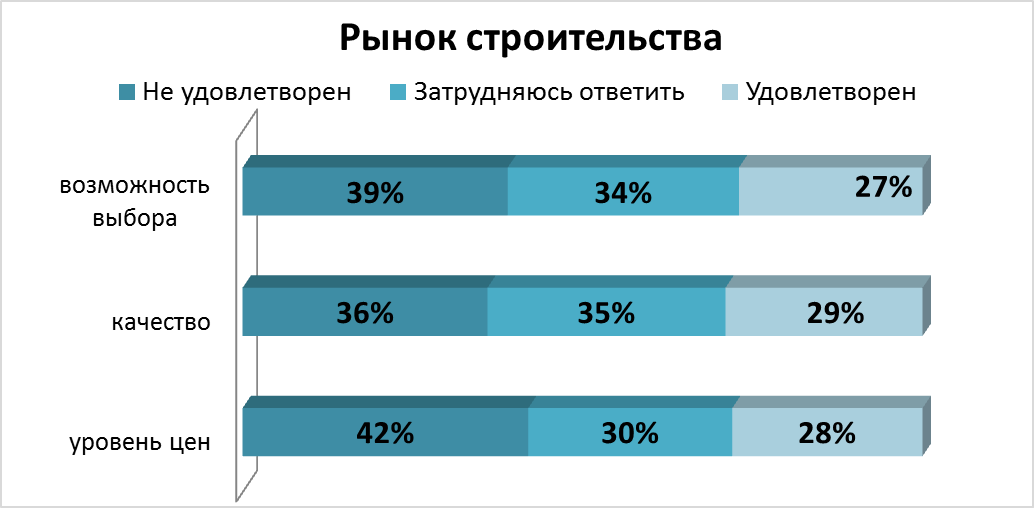 Рынок строительства
Не удовлетворен Затрудняюсь ответить Удовлетворен
возможность
выбора
39% 34% 27%
качество
36% 35% 29%
уровень цен
42% 30% 28%